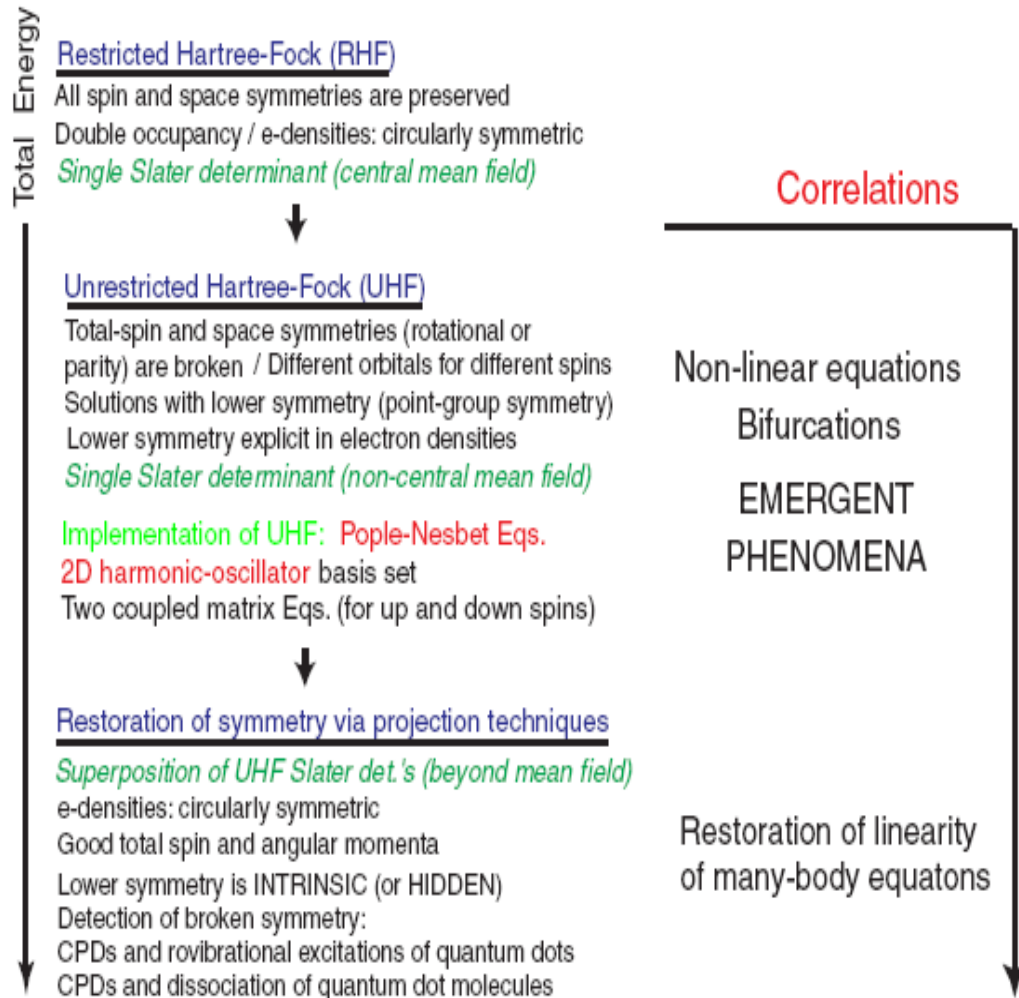 Total Energy
Restricted Hartree-Fock (RHF)
All spin and space symmetries are preserved
Double occupancy / e-densities: circularly symmetric
Single Slater determinant (central mean field)
Correlations
Unrestricted Hartree-Fock (UHF)
Total-spin and space symmetries (rotational or
parity) are broken / Different orbitals for different spins
Solutions with lower symmetry (point-group symmetry)
Lower symmetry explicit in electron densities
Single Slater determinant (non-central mean field)
Implementation of UHF: Pople-Nesbet Eqs.
2D harmonic-oscillator basis set
Two coupled matrix Eqs. (for up and down spins)
Non-linear equations
Bifurcations
EMERGENT
PHENOMENA
Restoration of symmetry via projection techniques
Superposition of UHF Slater det.'s (beyond mean field)
e-densities: circularly symmetric
Good total spin and angular momenta
Lower symmetry is INTRINSIC (or HIDDEN)
Detection of broken symmetry:
CPDs and rovibrational excitations of quantum dots
CPDs and dissociation of quantum dot molecules
Restoration of linearity
of many-body equatons